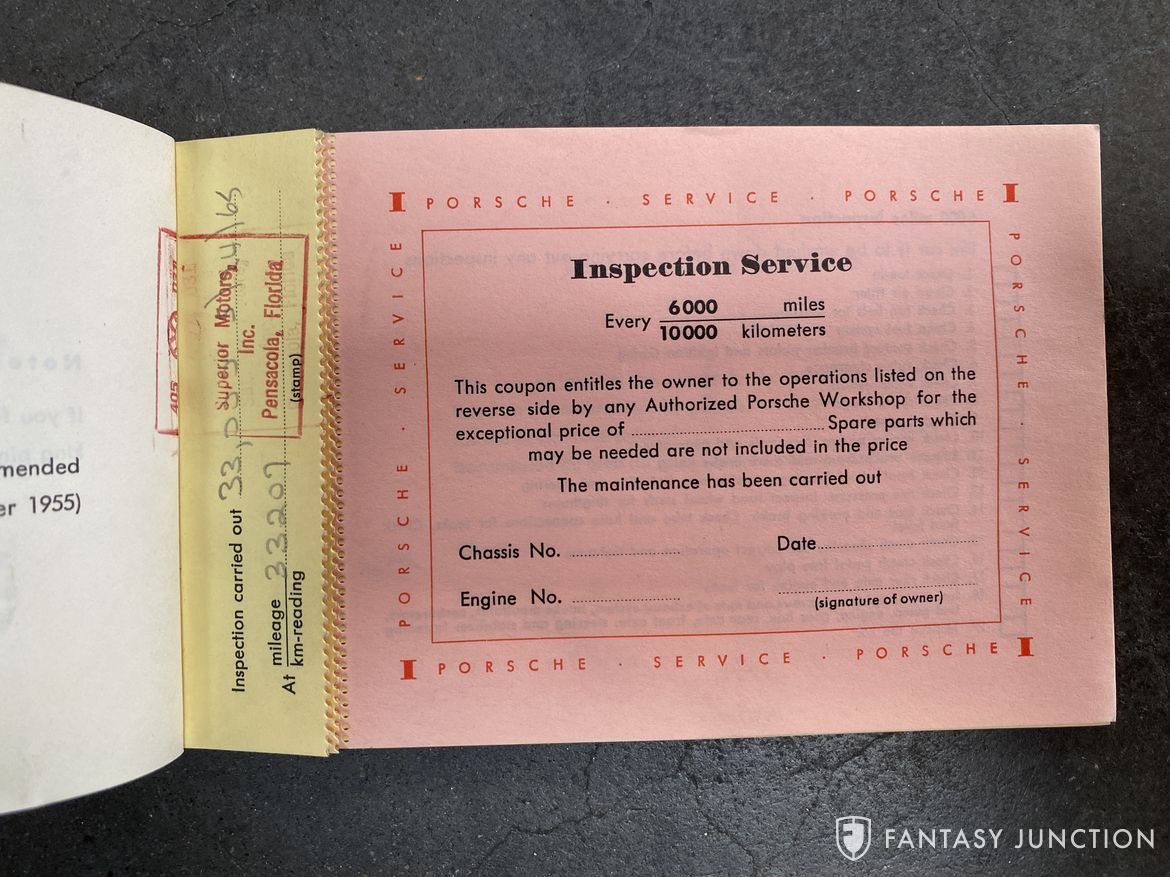 mended
er 1955)
Inspection carried out
At mileage 33207
km-reading
Superior Motors,
Inc.
Pensacola, Florida
(stamp)
I PORSCHE · SERVICE · PORSCHE I
PORSCHE · SERVICE
PORSCHE · SERVICE
Inspection Service
Every 6000 miles
10000 kilometers
This coupon entitles the owner to the operations listed on the
reverse side by any Authorized Porsche Workshop for the
exceptional price of Spare parts which
may be needed are not included in the price
The maintenance has been carried out
Chassis No. Date
Engine No.
(signature of owner)
I PORSCHE · SERVICE · PORSCHE I
FANTASY JUNCTION